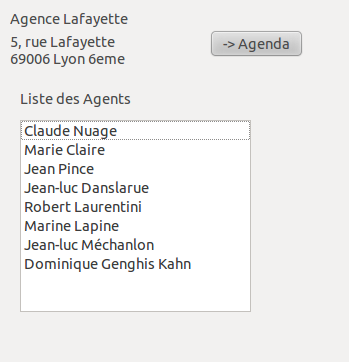 Agence Lafayette
5, rue Lafayette
69006 Lyon 6eme
-> Agenda
Liste des Agents
Claude Nuage
Marie Claire
Jean Pince
Jean-luc Danslarue
Robert Laurentini
Marine Lapine
Jean-luc Méchanlon
Dominique Genghis Kahn